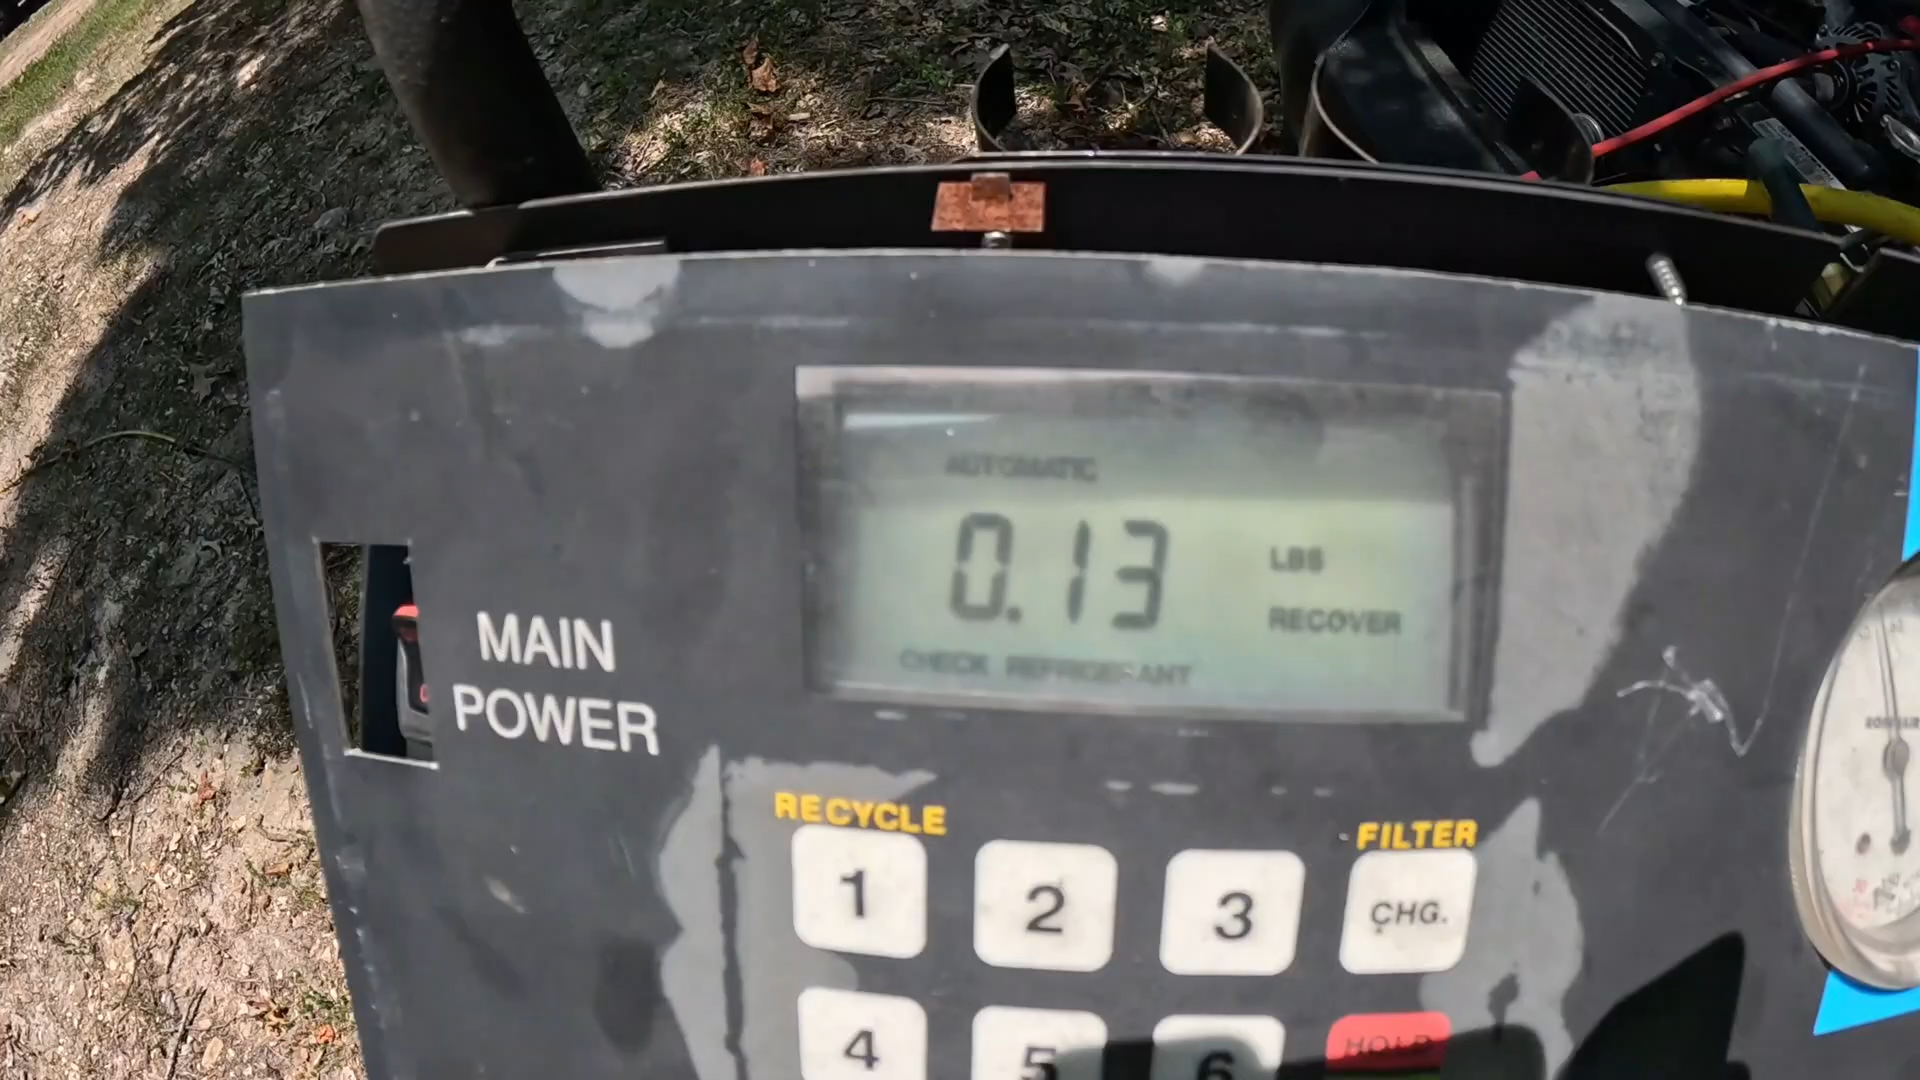 AUTOMATIC
0.13
LBS
RECOVER
CHECK REFRIGERANT
MAIN
POWER
RECYCLE
FILTER
1
2
3
CHG.
4
5
6
HOLD